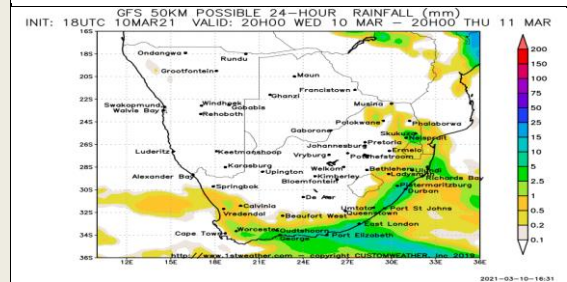 GFS 50KM POSSIBLE 24-HOUR RAINFALL (mm)
INIT: 18UTC 10MAR21 VALID: 20H00 WED 10 MAR - 20H00 THU 11 MAR
16S
Ondangwa
Rundu
18S
Grootfontein
Maun
20S
Ghanzi
Francistown
Swakopmund
Windhoek
Gobabis
Musina
22S
Walvis Bay
Rehoboth
Polokwane
Phalaborwa
24S
Gaborone
Skukuza
Nelspruit
Pretoria
26S
Luderitz
Keetmanshoop
Johannesburg
Ermelo
Vryburg
Potchefstroom
Karasburg
Welkom
Bethlehem
Ulundi
28S
Alexander Bay
Upington
Kimberley
Ladysmith
Richards Bay
Bloemfontein
Pietermaritzburg
30S
Springbok
Durban
De Aar
Calvinia
Umtata
Port St Johns
32S
Vredendal
Beaufort West
Queenstown
East London
Worcester
Oudtshoorn
34S
Cape Town
George
Port Elizabeth
http://www.1stweather.com - copyright CUSTOMWEATHER, inc 2019
36S
12E 15E 18E 21E 24E 27E 30E 33E 36E
200
150
100
75
50
25
15
10
5
2.5
1
0.5
0.2
0.1
2021-03-10-16:31